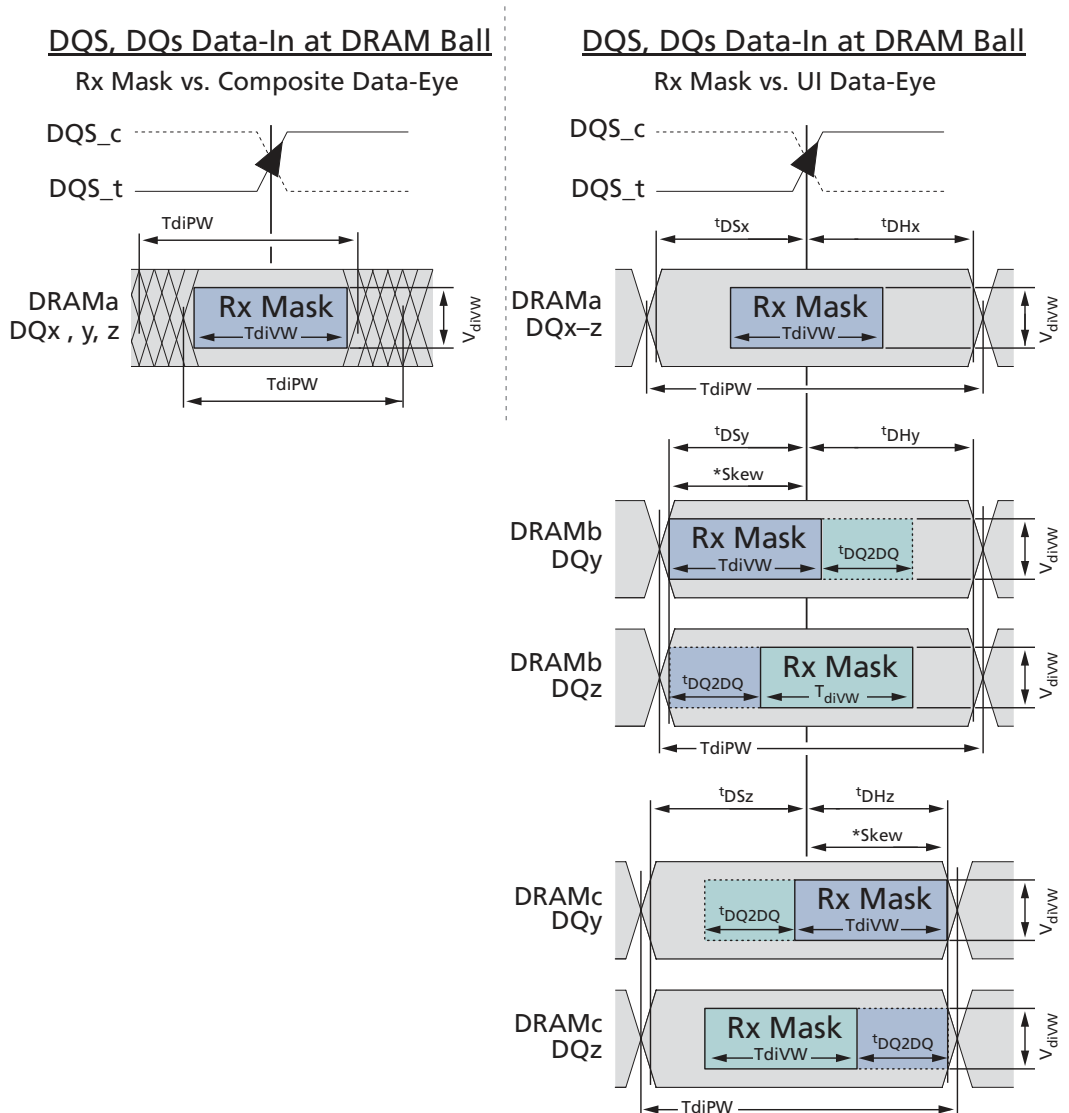 DQS, DQs Data-In at DRAM Ball
Rx Mask vs. Composite Data-Eye
DQS_c
DQS_t
TdiPW
DRAMa
DQx , y, z
Rx Mask
TdiVW
VdiVW
TdiPW
DQS, DQs Data-In at DRAM Ball
Rx Mask vs. UI Data-Eye
DQS_c
DQS_t
tDSx
tDHx
DRAMa
DQx–z
Rx Mask
TdiVW
VdiVW
TdiPW
tDSy
tDHy
*Skew
DRAMb
DQy
Rx Mask
TdiVW
tDQ2DQ
VdiVW
DRAMb
DQz
tDQ2DQ
Rx Mask
TdiVW
VdiVW
TdiPW
tDSz
tDHz
*Skew
DRAMc
DQy
tDQ2DQ
Rx Mask
TdiVW
VdiVW
DRAMc
DQz
Rx Mask
TdiVW
tDQ2DQ
VdiVW
TdiPW